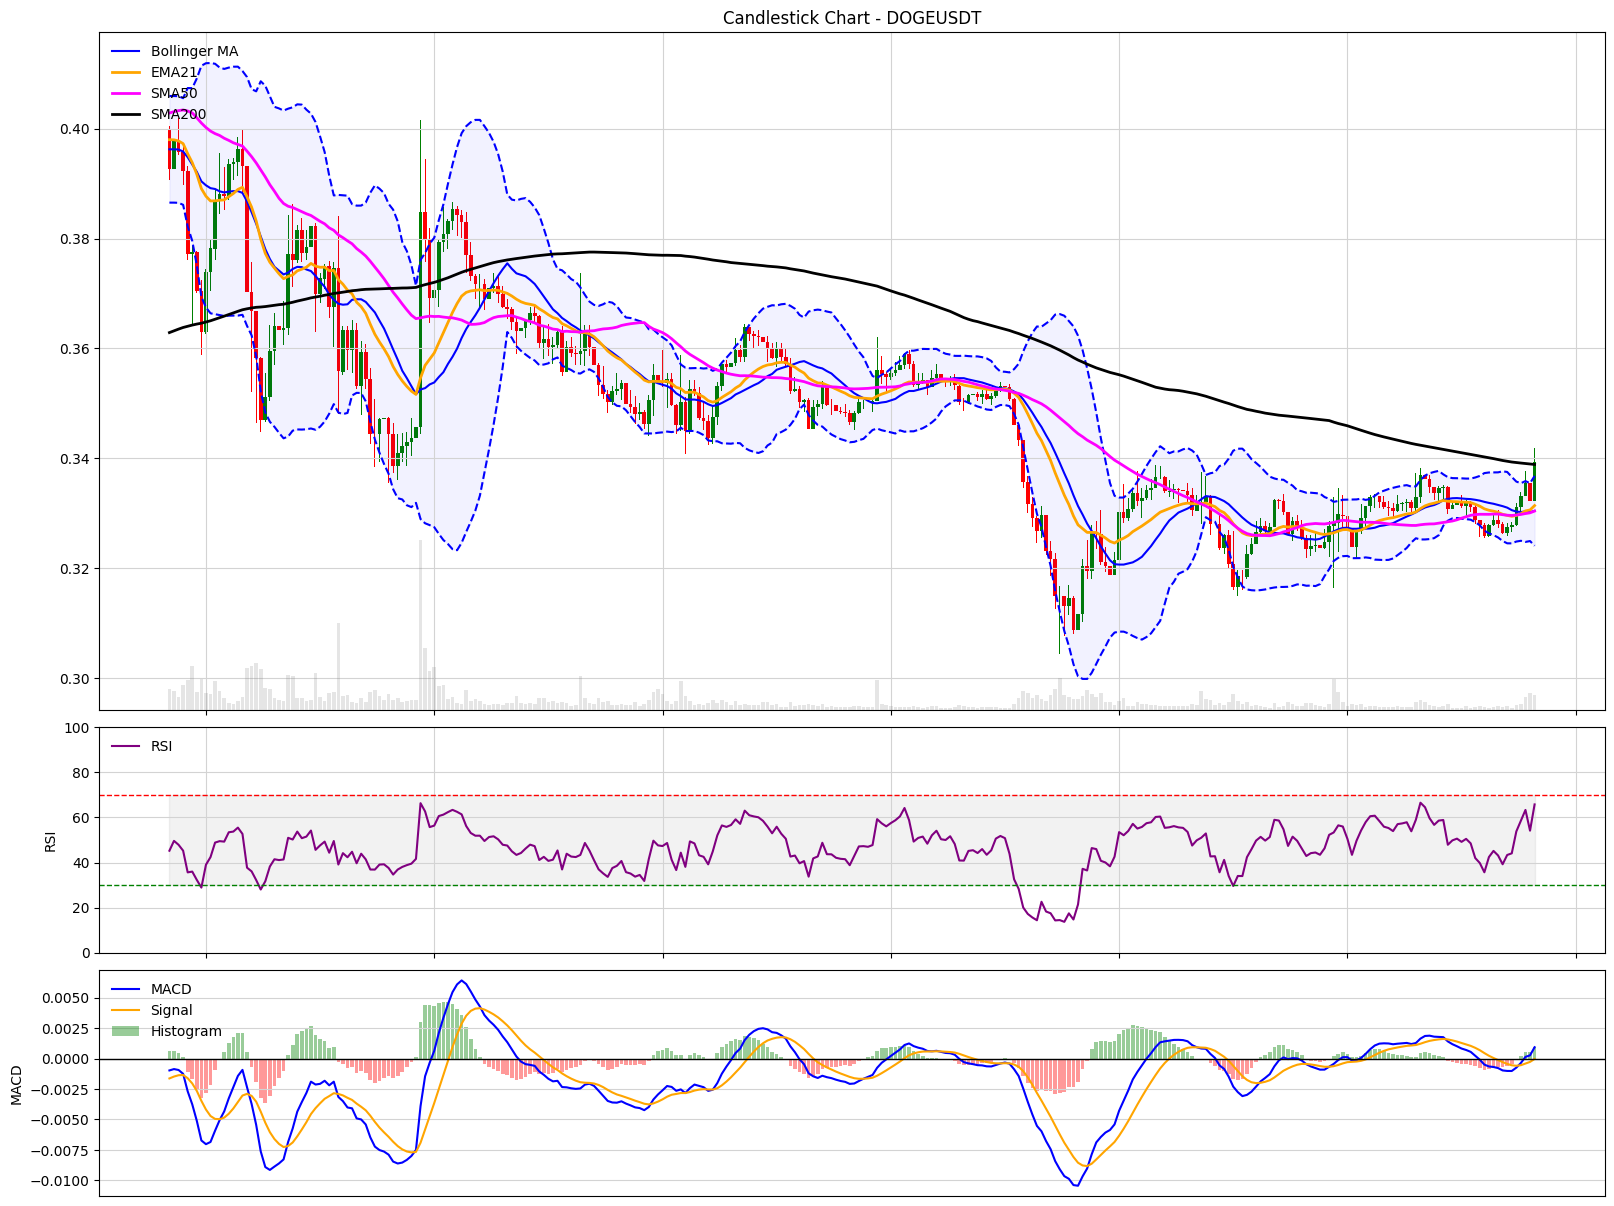 Candlestick Chart - DOGEUSDT
Bollinger MA
EMA21
SMA50
SMA200
0.40
0.38
0.36
0.34
0.32
0.30
RSI
100
80
60
40
20
0
RSI
MACD
Signal
Histogram
0.0050
0.0025
0.0000
−0.0025
−0.0050
−0.0075
−0.0100
MACD